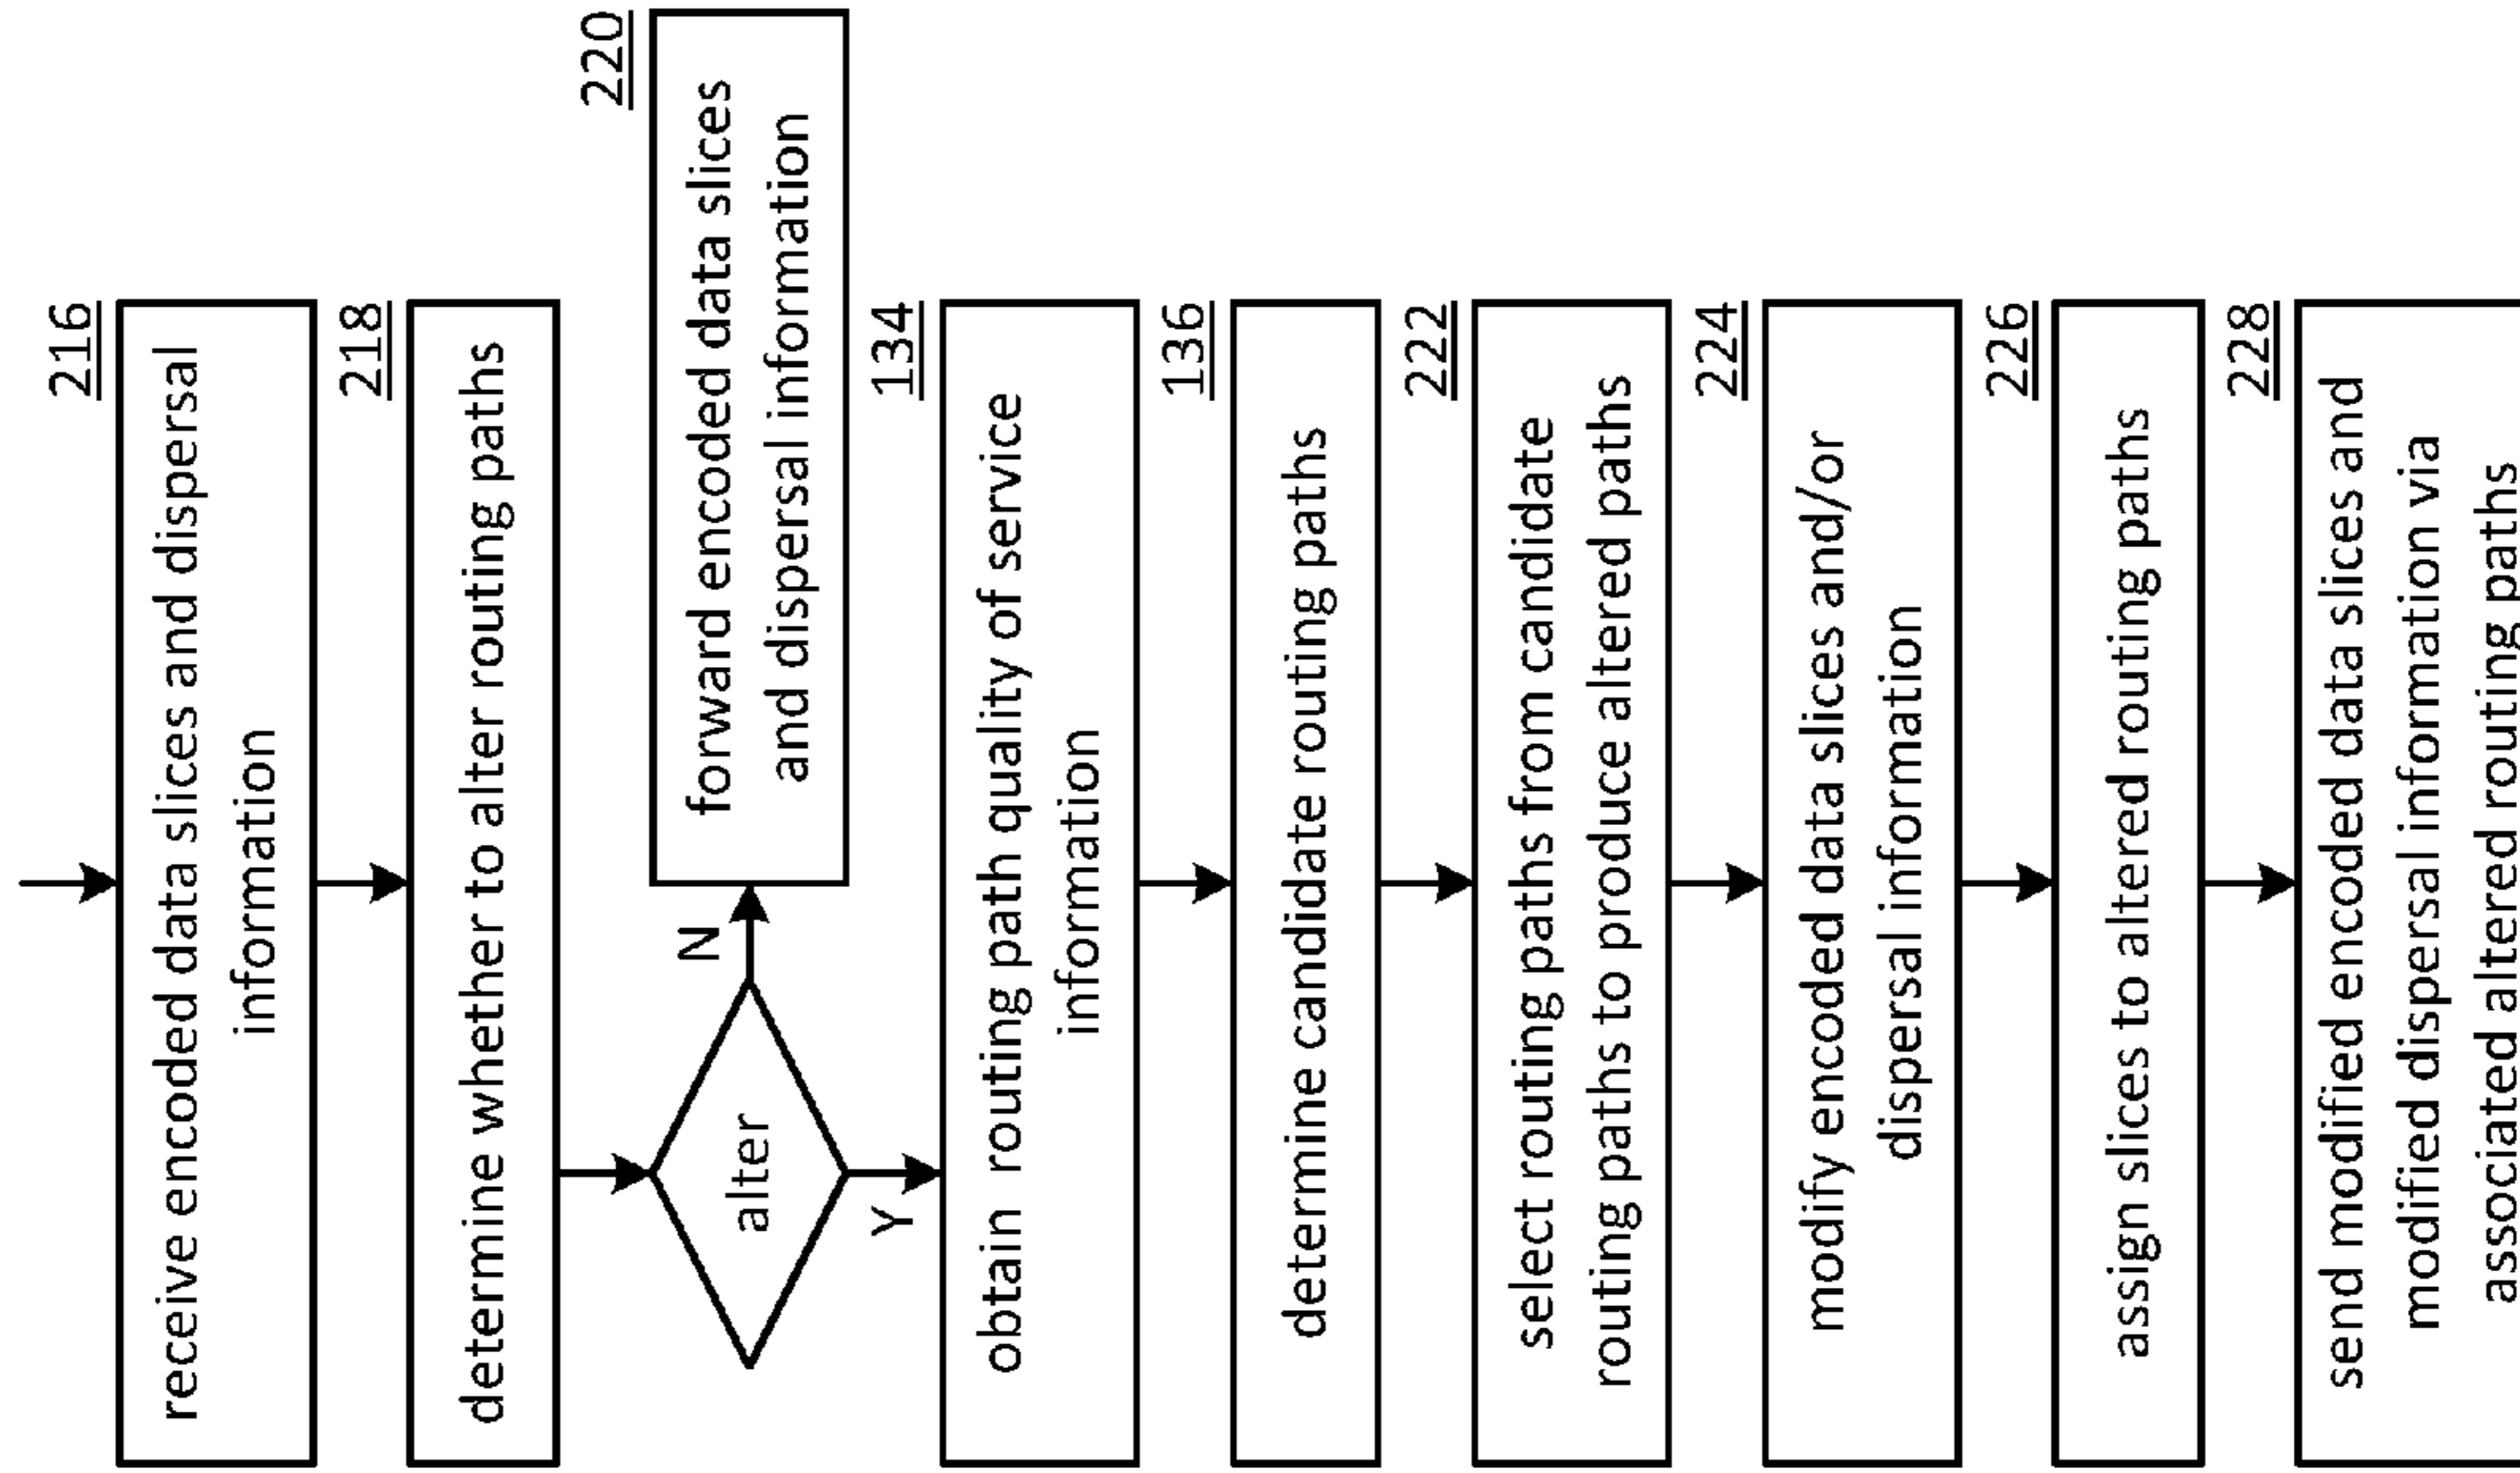 216
receive encoded data slices and dispersal
information
218
determine whether to alter routing paths
alter
N
Y
220
forward encoded data slices
and dispersal information
134
obtain routing path quality of service
information
136
determine candidate routing paths
222
select routing paths from candidate
routing paths to produce altered paths
224
modify encoded data slices and/or
dispersal information
226
assign slices to altered routing paths
228
send modified encoded data slices and
modified dispersal information via
associated altered routing paths